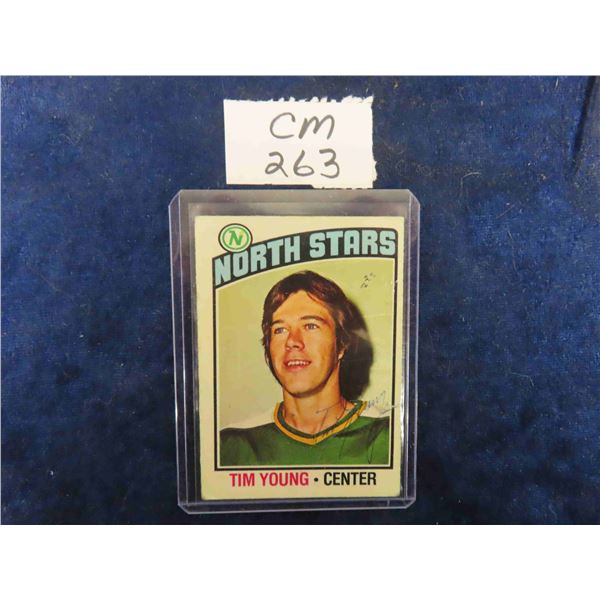 CM
263
N
NORTH STARS
TIM YOUNG • CENTER